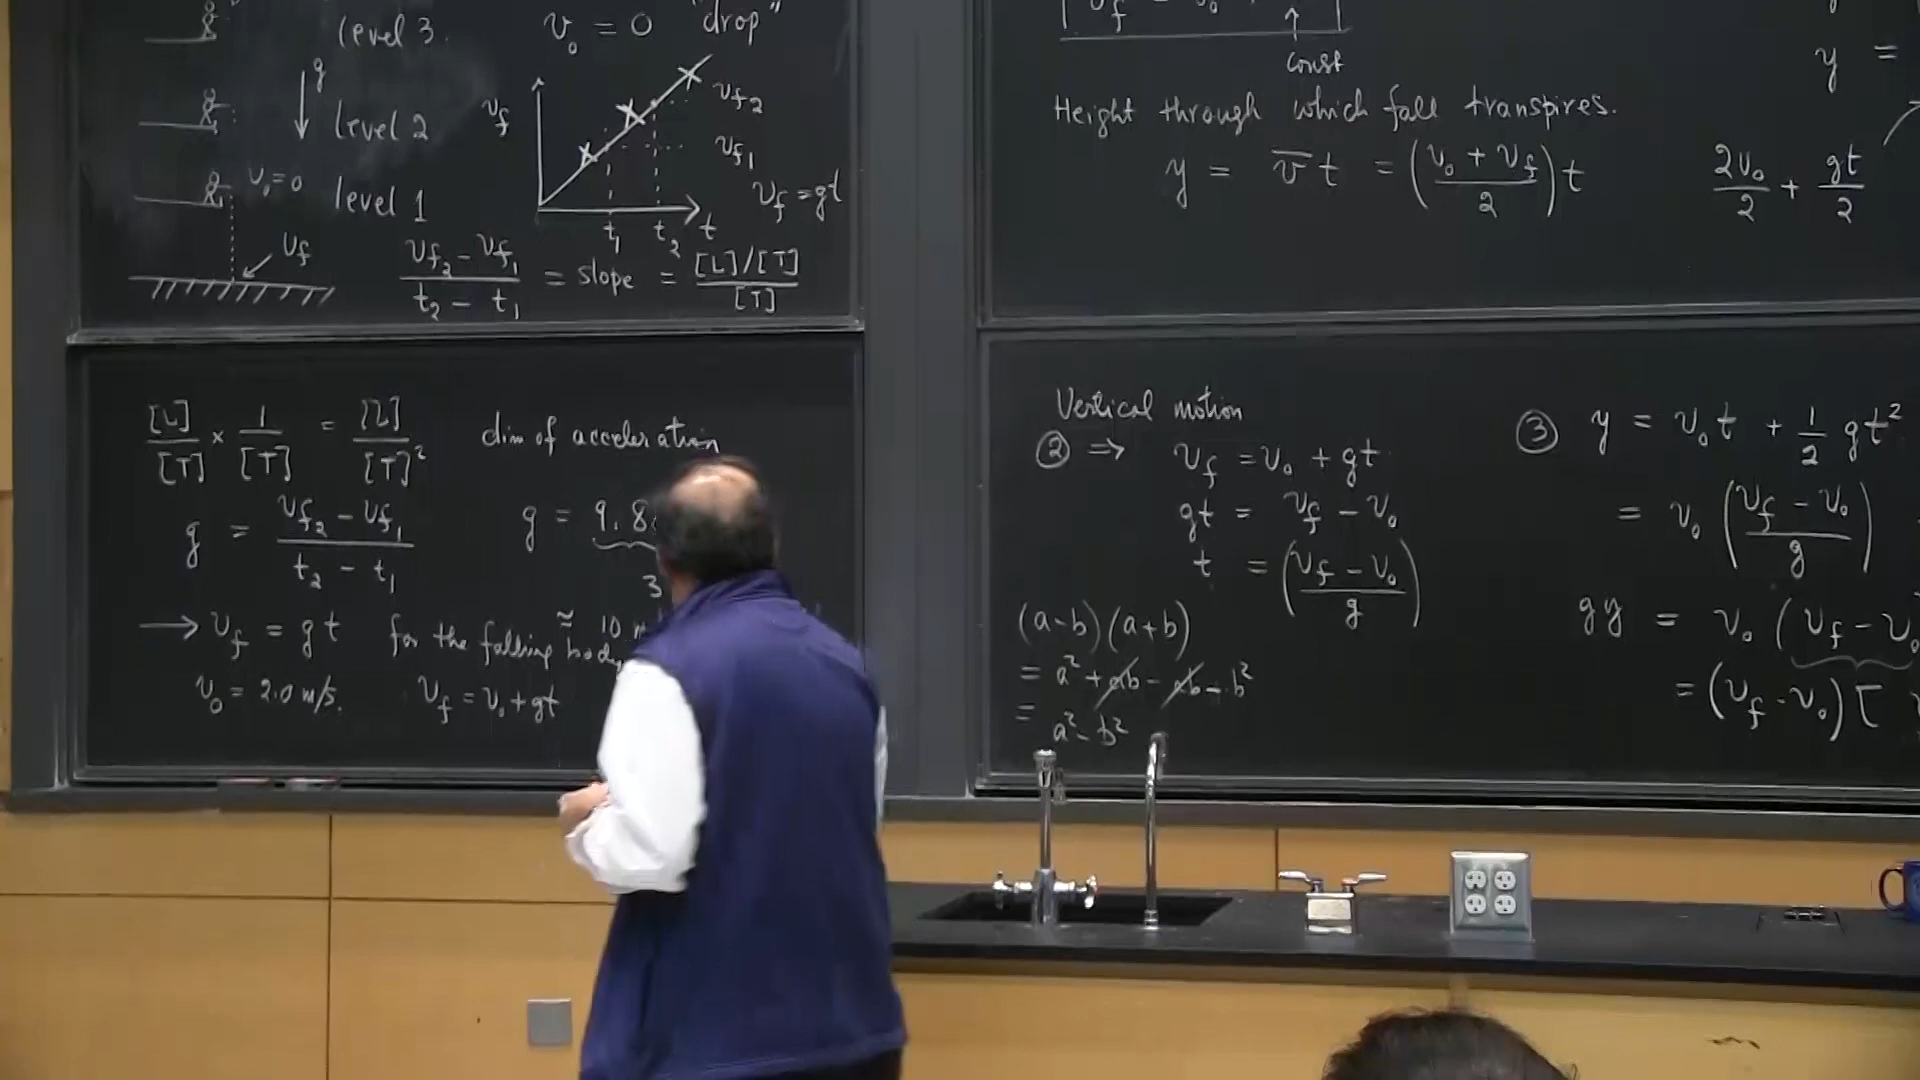 level 3.
v₀ = 0 "drop"
g
level 2
v_f
v_f₂
v_f₁
v₀=0
level 1
v_f = gt
t₁ t₂ t
v_f
(v_f₂ - v_f₁)/(t₂ - t₁) = slope = ([L]/[T])/[T]
[L]/[T] × 1/[T] = [L]/[T]² dim of acceleration
g = (v_f₂ - v_f₁)/(t₂ - t₁)
g = 9.8
3
≈ 10 m
→ v_f = gt for the falling body
v₀ = 2.0 m/s. v_f = v₀ + gt
const
y =
Height through which fall transpires.
y = v̅ t = ((v₀ + v_f)/2) t
2v₀/2 + gt/2
Vertical motion
② ⇒ v_f = v₀ + gt
gt = v_f - v₀
t = ((v_f - v₀)/g)
(a-b)(a+b)
= a² + ab - ab - b²
= a² - b²
③ y = v₀t + 1/2 gt²
= v₀ ((v_f - v₀)/g)
gy = v₀ (v_f - v₀
= (v_f - v₀) [